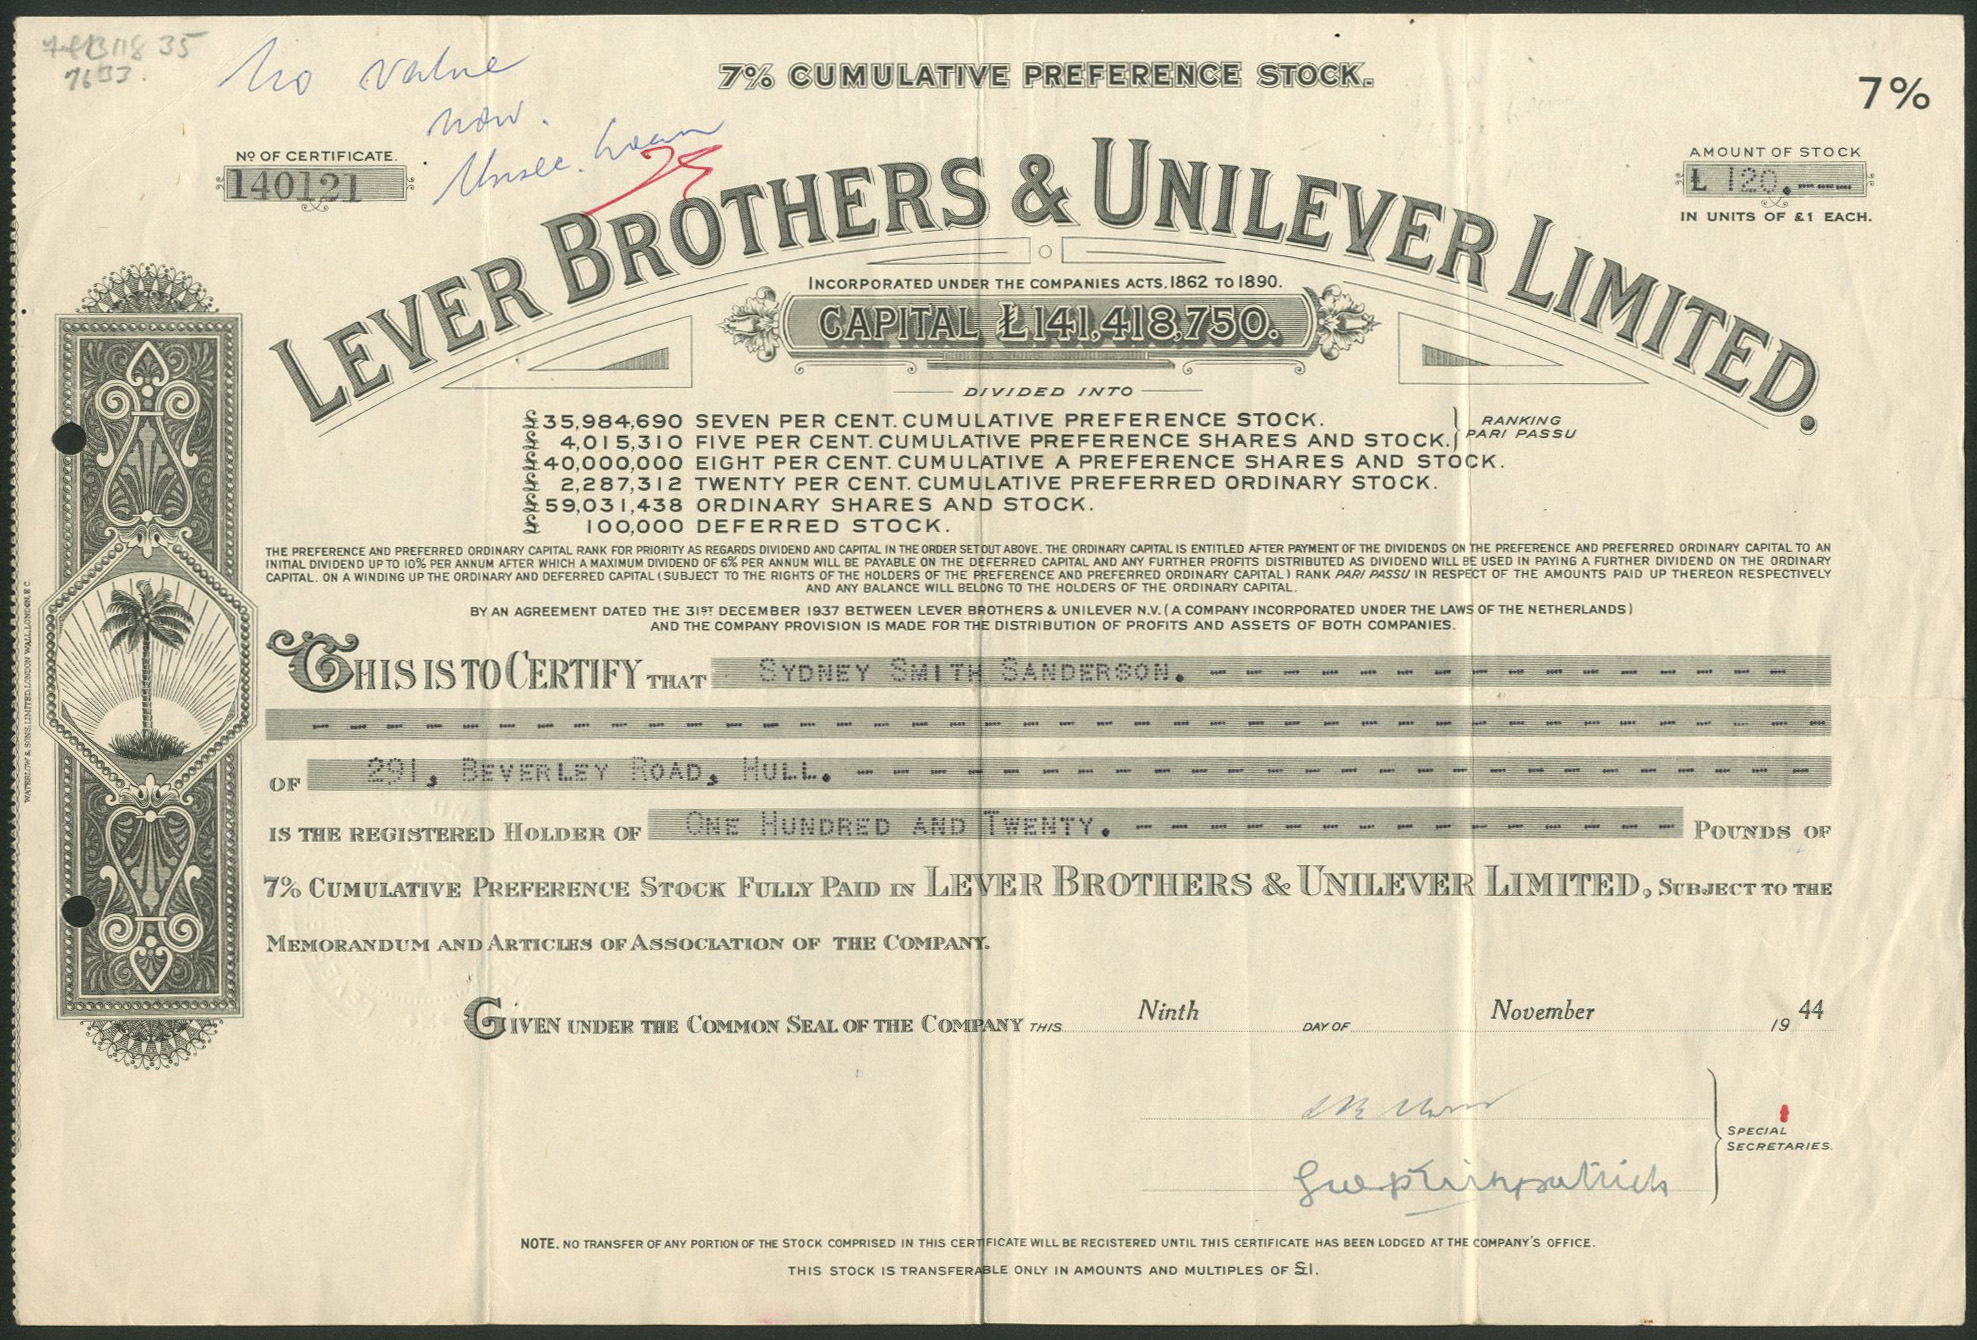 35
7633.
No value
now.
Unsec. Loan
7% CUMULATIVE PREFERENCE STOCK.
7%
No OF CERTIFICATE.
140121
AMOUNT OF STOCK
£ 120.
IN UNITS OF £1 EACH.
LEVER BROTHERS & UNILEVER LIMITED.
INCORPORATED UNDER THE COMPANIES ACTS, 1862 TO 1890.
CAPITAL £141,418,750.
DIVIDED INTO
£35,984,690 SEVEN PER CENT. CUMULATIVE PREFERENCE STOCK.
£ 4,015,310 FIVE PER CENT. CUMULATIVE PREFERENCE SHARES AND STOCK.
RANKING
PARI PASSU
£40,000,000 EIGHT PER CENT. CUMULATIVE A PREFERENCE SHARES AND STOCK.
£ 2,287,312 TWENTY PER CENT. CUMULATIVE PREFERRED ORDINARY STOCK.
£59,031,438 ORDINARY SHARES AND STOCK.
£ 100,000 DEFERRED STOCK.
THE PREFERENCE AND PREFERRED ORDINARY CAPITAL RANK FOR PRIORITY AS REGARDS DIVIDEND AND CAPITAL IN THE ORDER SET OUT ABOVE. THE ORDINARY CAPITAL IS ENTITLED AFTER PAYMENT OF THE DIVIDENDS ON THE PREFERENCE AND PREFERRED ORDINARY CAPITAL TO AN
INITIAL DIVIDEND UP TO 10% PER ANNUM AFTER WHICH A MAXIMUM DIVIDEND OF 6% PER ANNUM WILL BE PAYABLE ON THE DEFERRED CAPITAL AND ANY FURTHER PROFITS DISTRIBUTED AS DIVIDEND WILL BE USED IN PAYING A FURTHER DIVIDEND ON THE ORDINARY
CAPITAL. ON A WINDING UP THE ORDINARY AND DEFERRED CAPITAL (SUBJECT TO THE RIGHTS OF THE HOLDERS OF THE PREFERENCE AND PREFERRED ORDINARY CAPITAL) RANK PARI PASSU IN RESPECT OF THE AMOUNTS PAID UP THEREON RESPECTIVELY
AND ANY BALANCE WILL BELONG TO THE HOLDERS OF THE ORDINARY CAPITAL.
BY AN AGREEMENT DATED THE 31ST DECEMBER 1937 BETWEEN LEVER BROTHERS & UNILEVER N.V. (A COMPANY INCORPORATED UNDER THE LAWS OF THE NETHERLANDS)
AND THE COMPANY PROVISION IS MADE FOR THE DISTRIBUTION OF PROFITS AND ASSETS OF BOTH COMPANIES.
THIS IS TO CERTIFY THAT SYDNEY SMITH SANDERSON.
OF 291, BEVERLEY ROAD, HULL.
IS THE REGISTERED HOLDER OF ONE HUNDRED AND TWENTY. POUNDS OF
7% CUMULATIVE PREFERENCE STOCK FULLY PAID IN LEVER BROTHERS & UNILEVER LIMITED, SUBJECT TO THE
MEMORANDUM AND ARTICLES OF ASSOCIATION OF THE COMPANY.
GIVEN UNDER THE COMMON SEAL OF THE COMPANY THIS Ninth DAY OF November 1944
Kirkpatrick
SPECIAL
SECRETARIES.
NOTE. NO TRANSFER OF ANY PORTION OF THE STOCK COMPRISED IN THIS CERTIFICATE WILL BE REGISTERED UNTIL THIS CERTIFICATE HAS BEEN LODGED AT THE COMPANY'S OFFICE.
THIS STOCK IS TRANSFERABLE ONLY IN AMOUNTS AND MULTIPLES OF £1.
WATERLOW & SONS, LIMITED, LONDON WALL, LONDON, E.C.